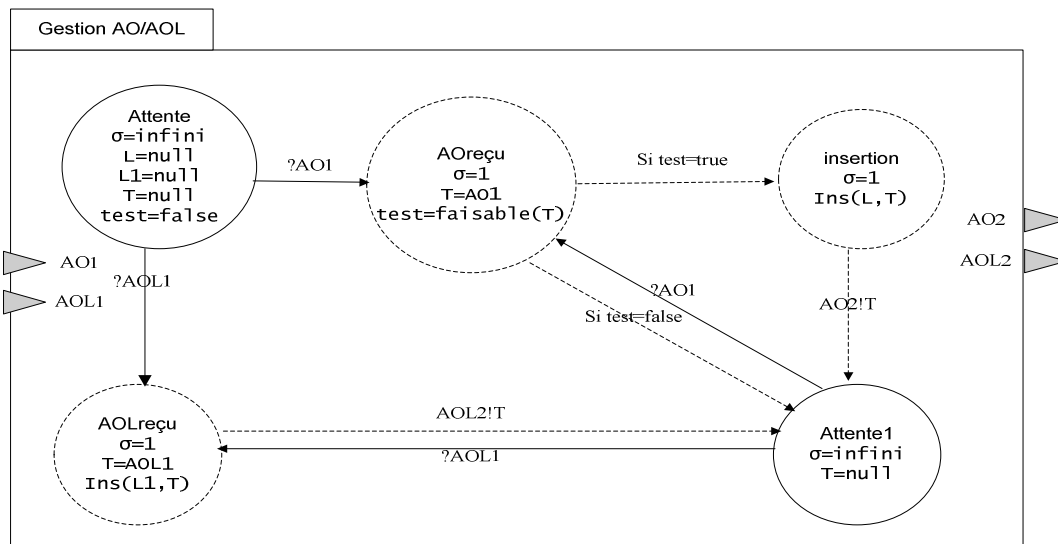 Gestion AO/AOL
Attente
σ=infini
L=null
L1=null
T=null
test=false
?AO1
AOreçu
σ=1
T=AO1
test=faisable(T)
Si test=true
insertion
σ=1
Ins(L,T)
AO1
AOL1
?AOL1
AO2
AOL2
?AO1
Si test=false
AO2!T
AOLreçu
σ=1
T=AOL1
Ins(L1,T)
AOL2!T
?AOL1
Attente1
σ=infini
T=null